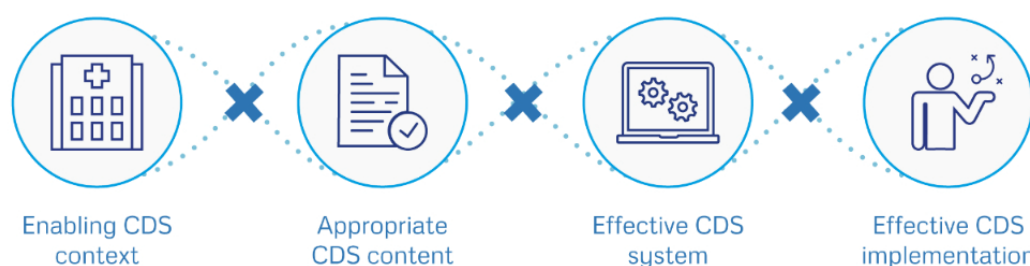 Enabling CDS
context
Appropriate
CDS content
Effective CDS
system
Effective CDS
implementation